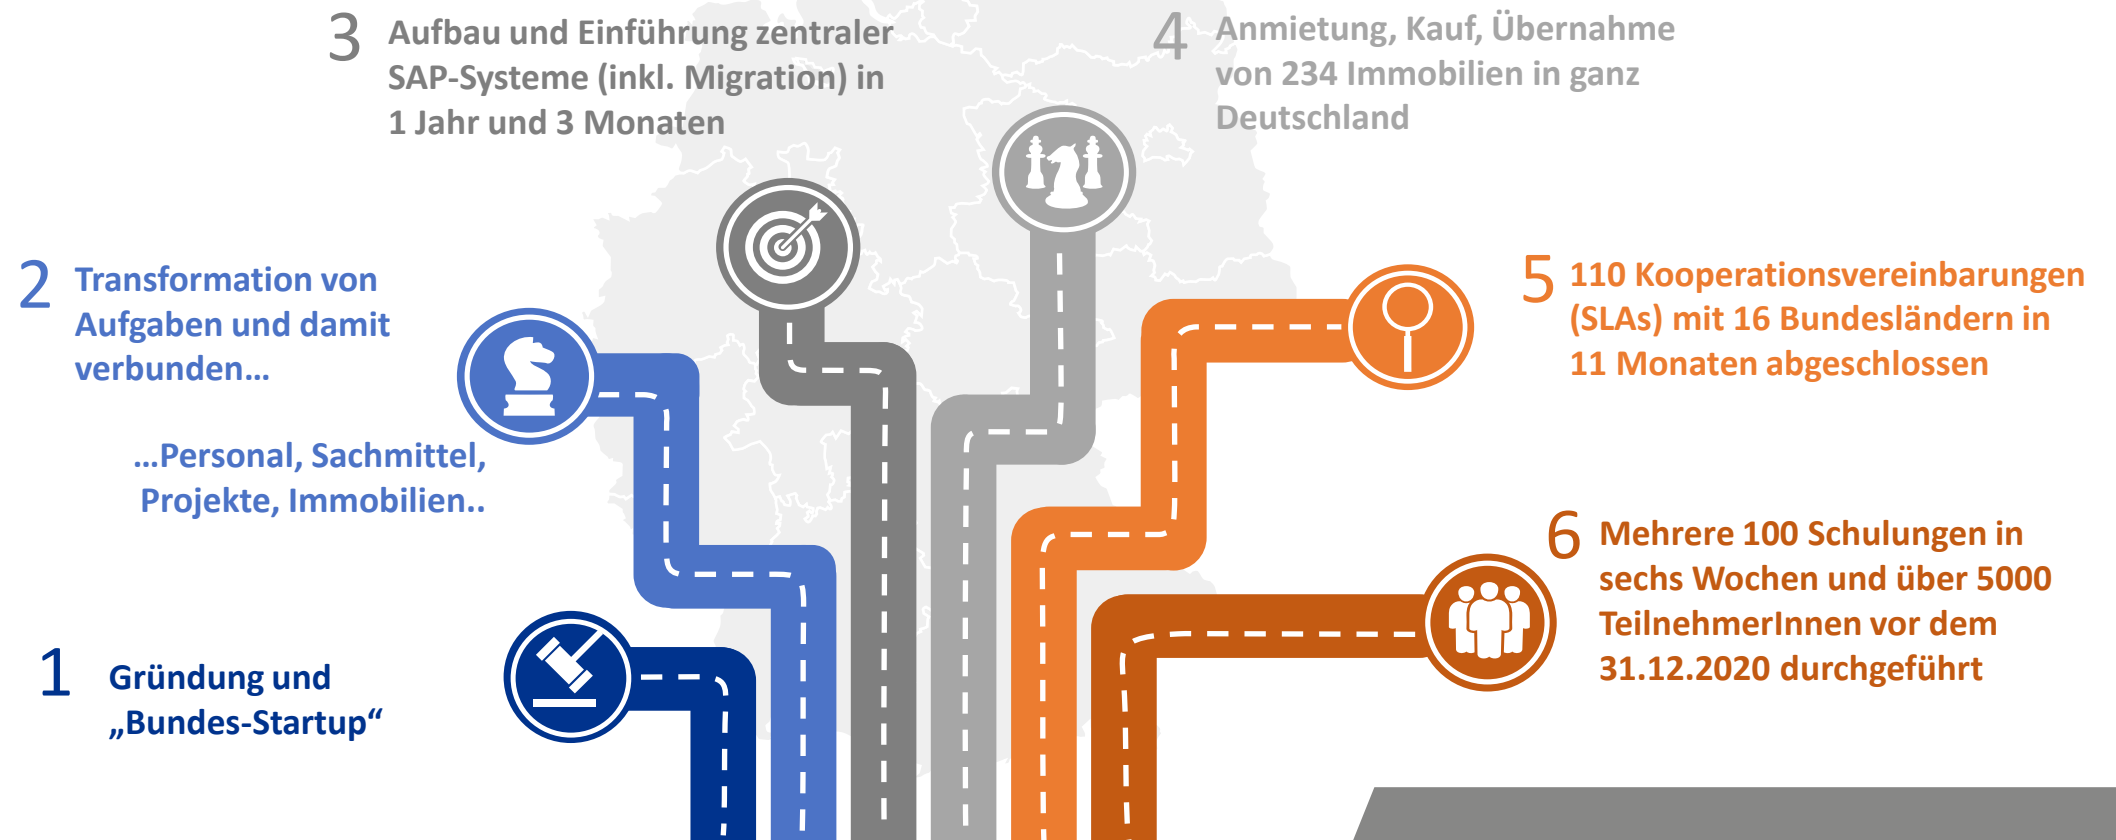 3
Aufbau und Einführung zentraler
SAP-Systeme (inkl. Migration) in
1 Jahr und 3 Monaten
4
Anmietung, Kauf, Übernahme
von 234 Immobilien in ganz
Deutschland
2
Transformation von
Aufgaben und damit
verbunden...
...Personal, Sachmittel,
Projekte, Immobilien..
5
110 Kooperationsvereinbarungen
(SLAs) mit 16 Bundesländern in
11 Monaten abgeschlossen
6
Mehrere 100 Schulungen in
sechs Wochen und über 5000
TeilnehmerInnen vor dem
31.12.2020 durchgeführt
1
Gründung und
„Bundes-Startup“